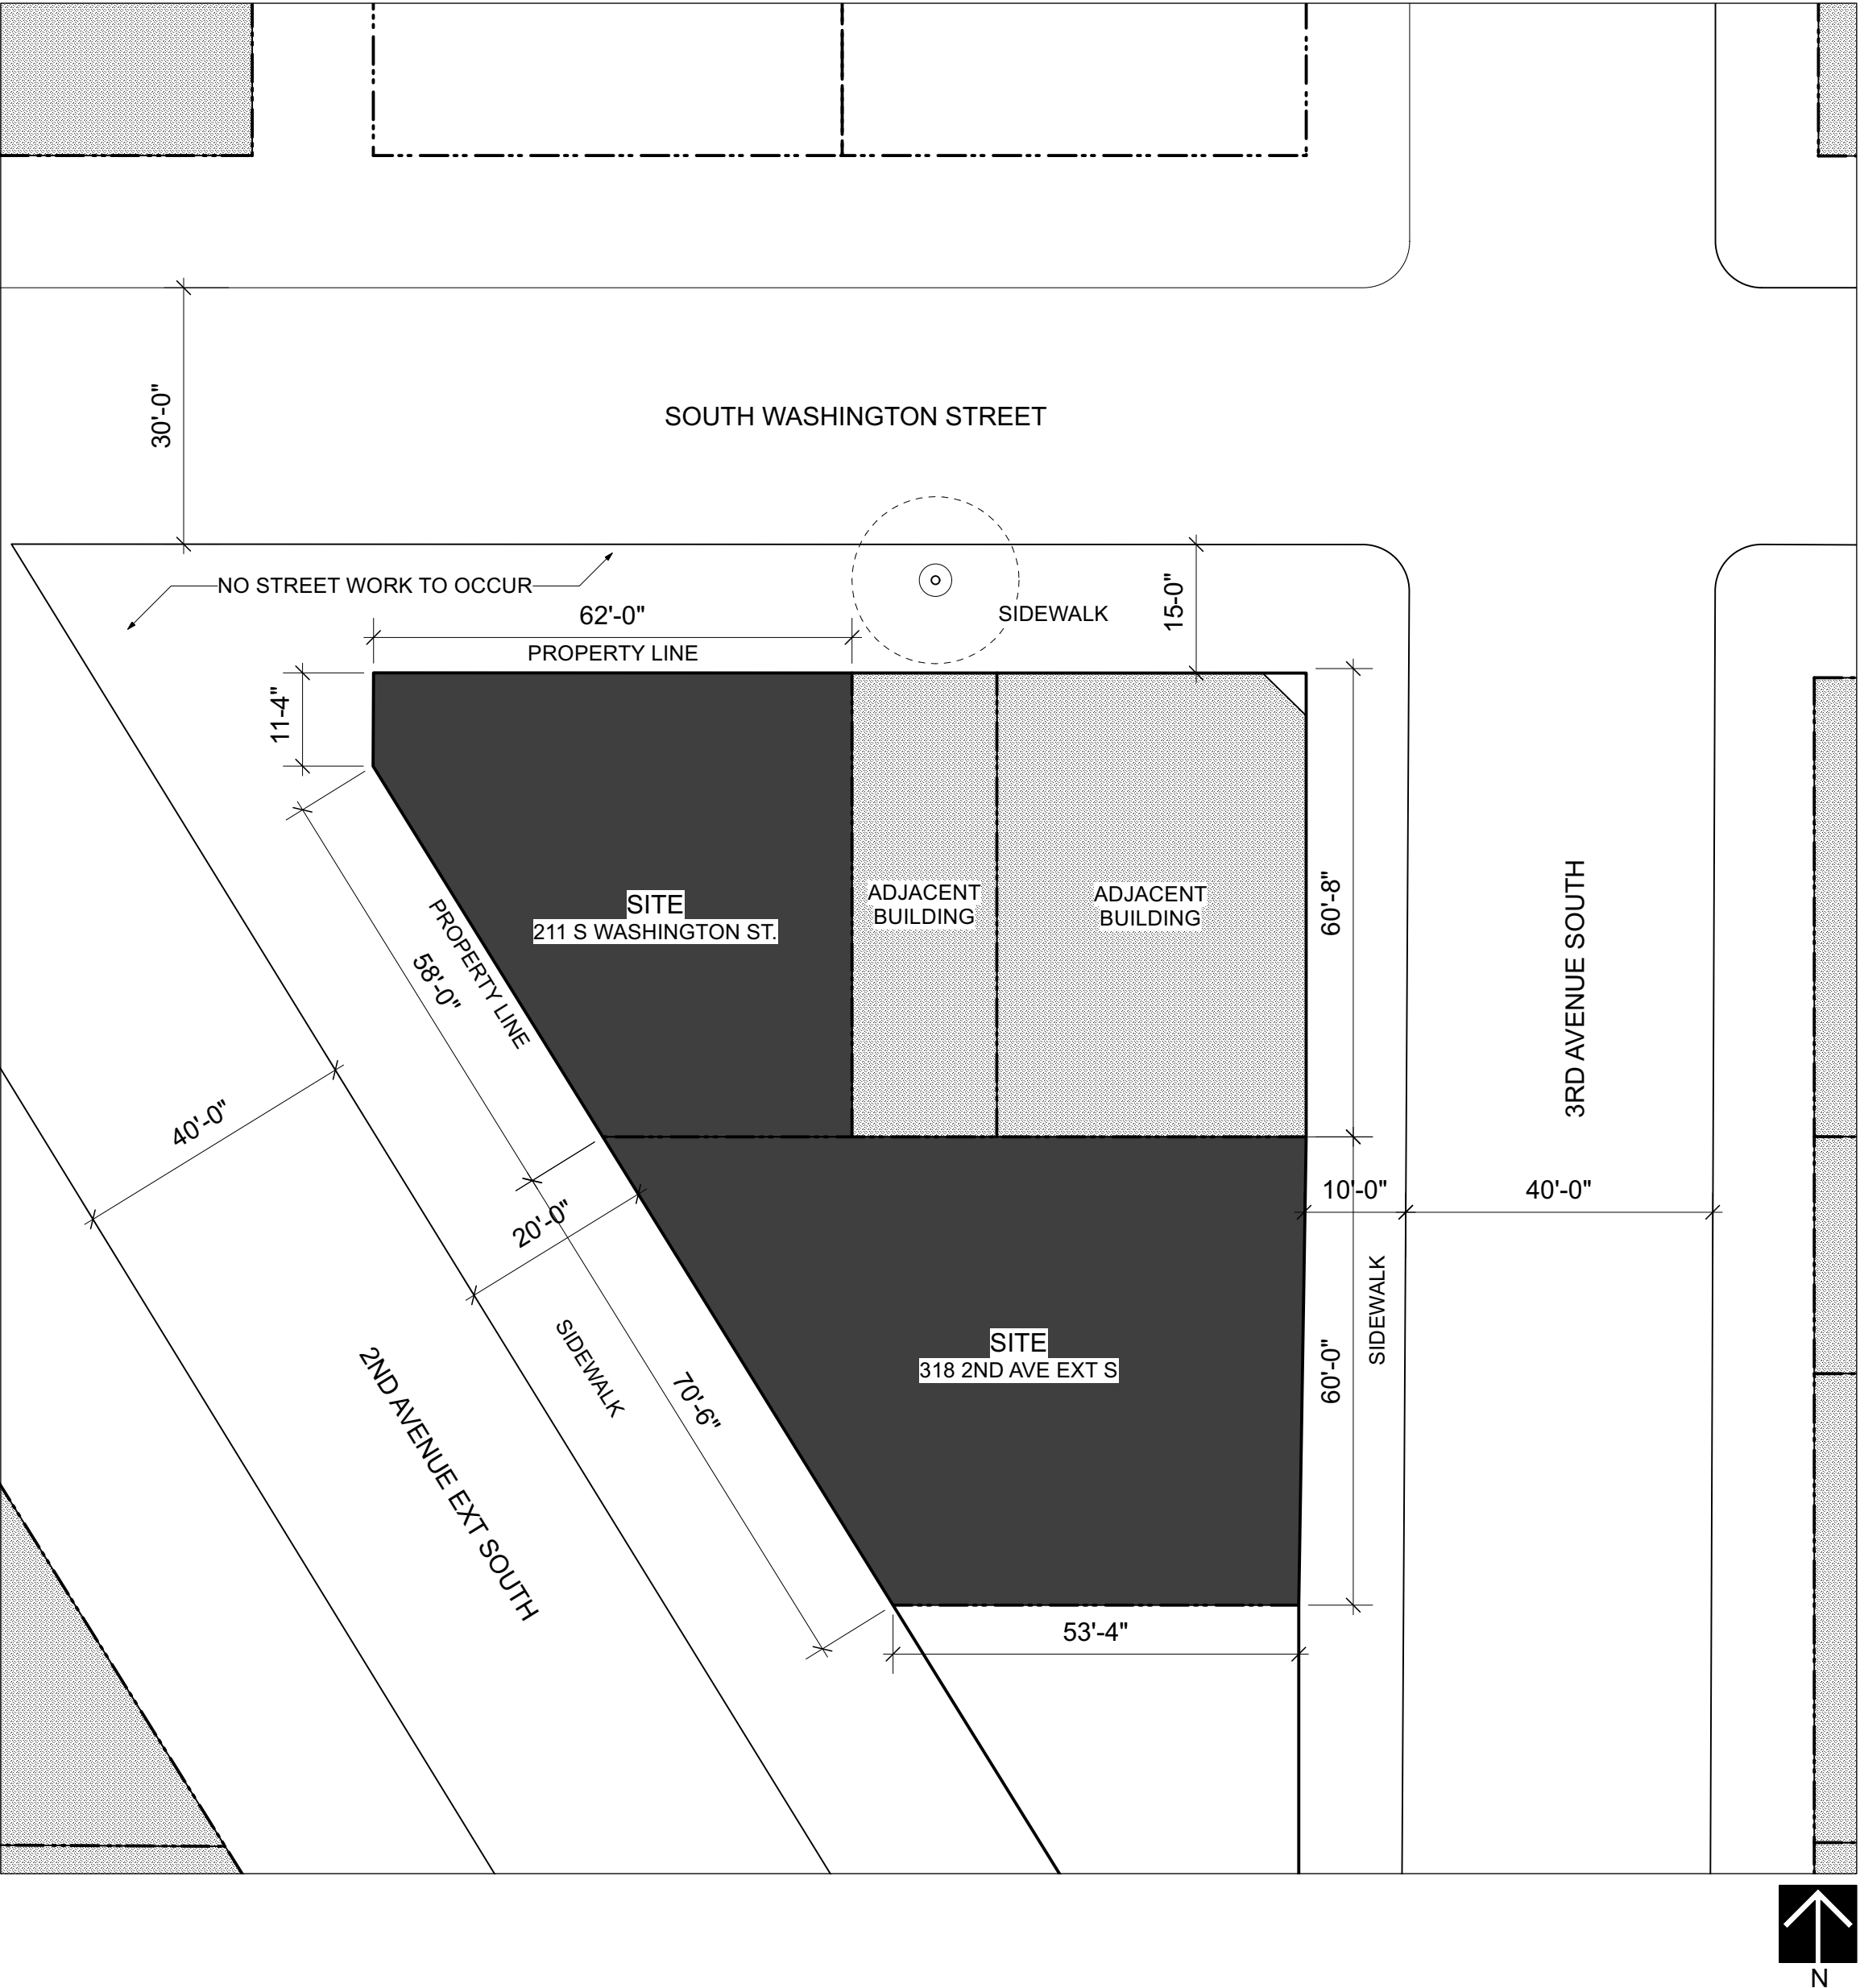 30'-0"
SOUTH WASHINGTON STREET
NO STREET WORK TO OCCUR
62'-0"
SIDEWALK
15-0"
PROPERTY LINE
11-4"
SITE
211 S WASHINGTON ST.
ADJACENT
BUILDING
ADJACENT
BUILDING
60'-8"
3RD AVENUE SOUTH
PROPERTY LINE
58'-0"
40'-0"
20'-0"
10'-0"
40'-0"
SIDEWALK
SITE
318 2ND AVE EXT S
60'-0"
SIDEWALK
70'-6"
2ND AVENUE EXT SOUTH
53'-4"
N